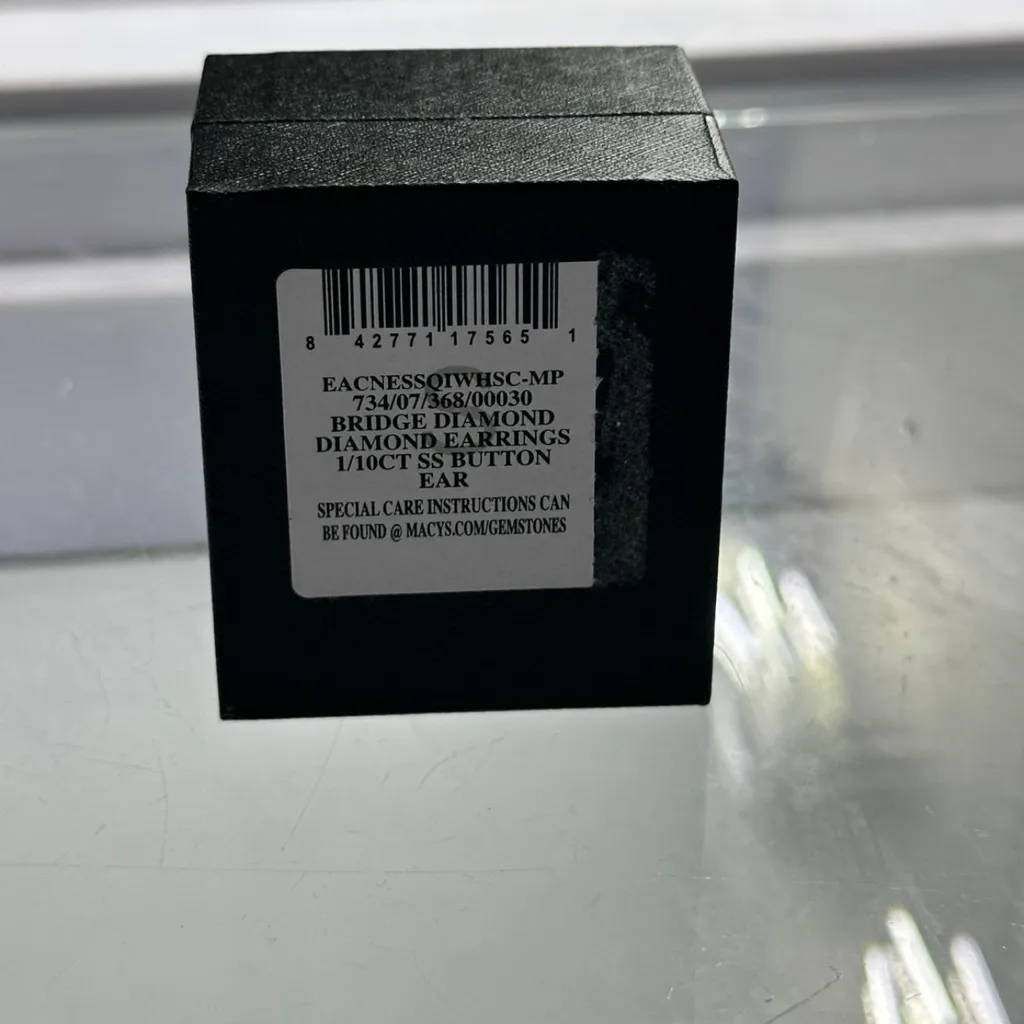 8 42771 17565 1
EACNESSQIWHSC-MP
734/07/368/00030
BRIDGE DIAMOND
DIAMOND EARRINGS
1/10CT SS BUTTON
EAR
SPECIAL CARE INSTRUCTIONS CAN
BE FOUND @ MACYS.COM/GEMSTONES